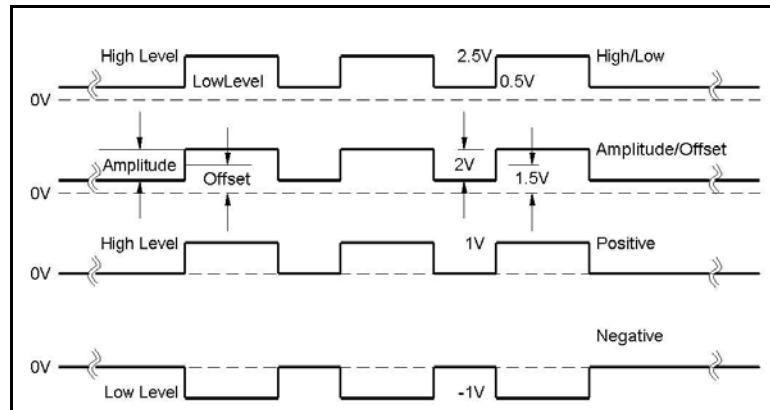 High Level 2.5V High/Low
LowLevel 0.5V
0V
Amplitude/Offset
Amplitude 2V
Offset 1.5V
0V
High Level 1V Positive
0V
Negative
0V
Low Level -1V